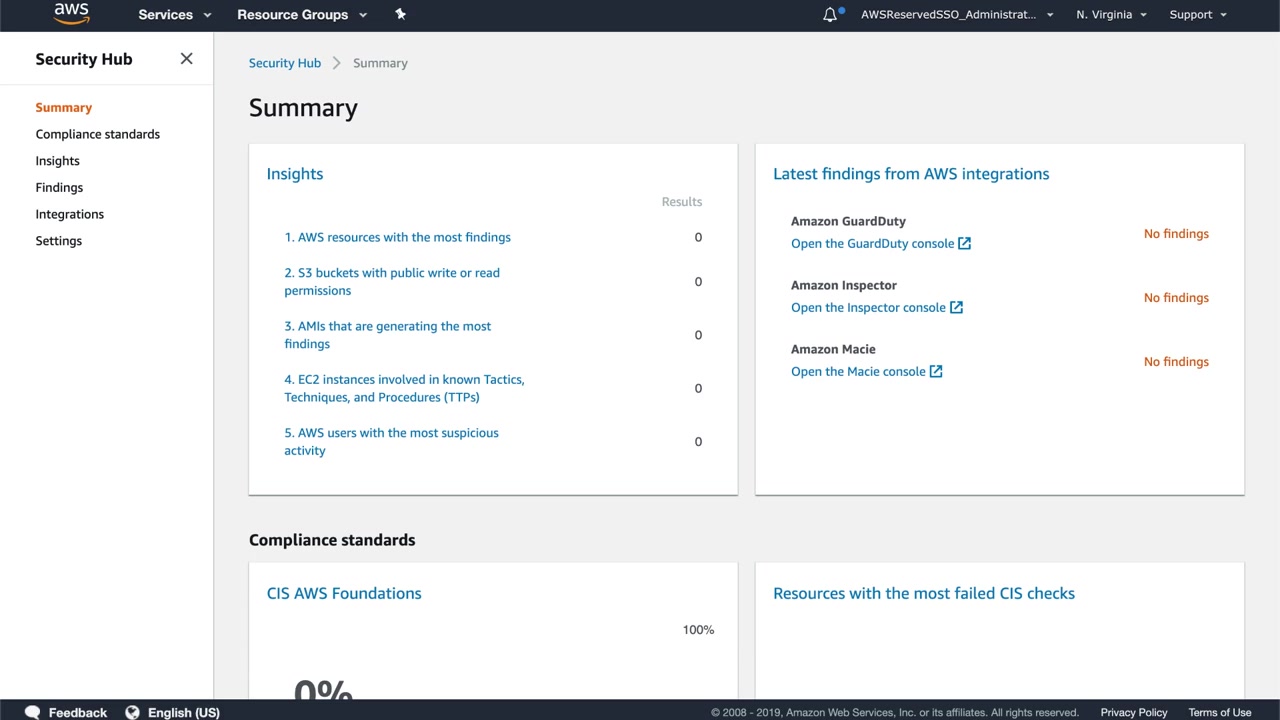 aws
Services
Resource Groups
AWSReservedSSO_Administrat...
N. Virginia
Support
Security Hub
Summary
Compliance standards
Insights
Findings
Integrations
Settings
Security Hub
Summary
Summary
Insights
Results
1. AWS resources with the most findings
0
2. S3 buckets with public write or read
permissions
0
3. AMIs that are generating the most
findings
0
4. EC2 instances involved in known Tactics,
Techniques, and Procedures (TTPs)
0
5. AWS users with the most suspicious
activity
0
Latest findings from AWS integrations
Amazon GuardDuty
Open the GuardDuty console
No findings
Amazon Inspector
Open the Inspector console
No findings
Amazon Macie
Open the Macie console
No findings
Compliance standards
CIS AWS Foundations
100%
0%
Resources with the most failed CIS checks
Feedback
English (US)
© 2008 - 2019, Amazon Web Services, Inc. or its affiliates. All rights reserved.
Privacy Policy
Terms of Use